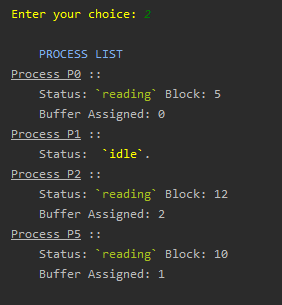 Enter your choice: 2
PROCESS LIST
Process P0 ::
Status: `reading` Block: 5
Buffer Assigned: 0
Process P1 ::
Status:  `idle`.
Process P2 ::
Status: `reading` Block: 12
Buffer Assigned: 2
Process P5 ::
Status: `reading` Block: 10
Buffer Assigned: 1